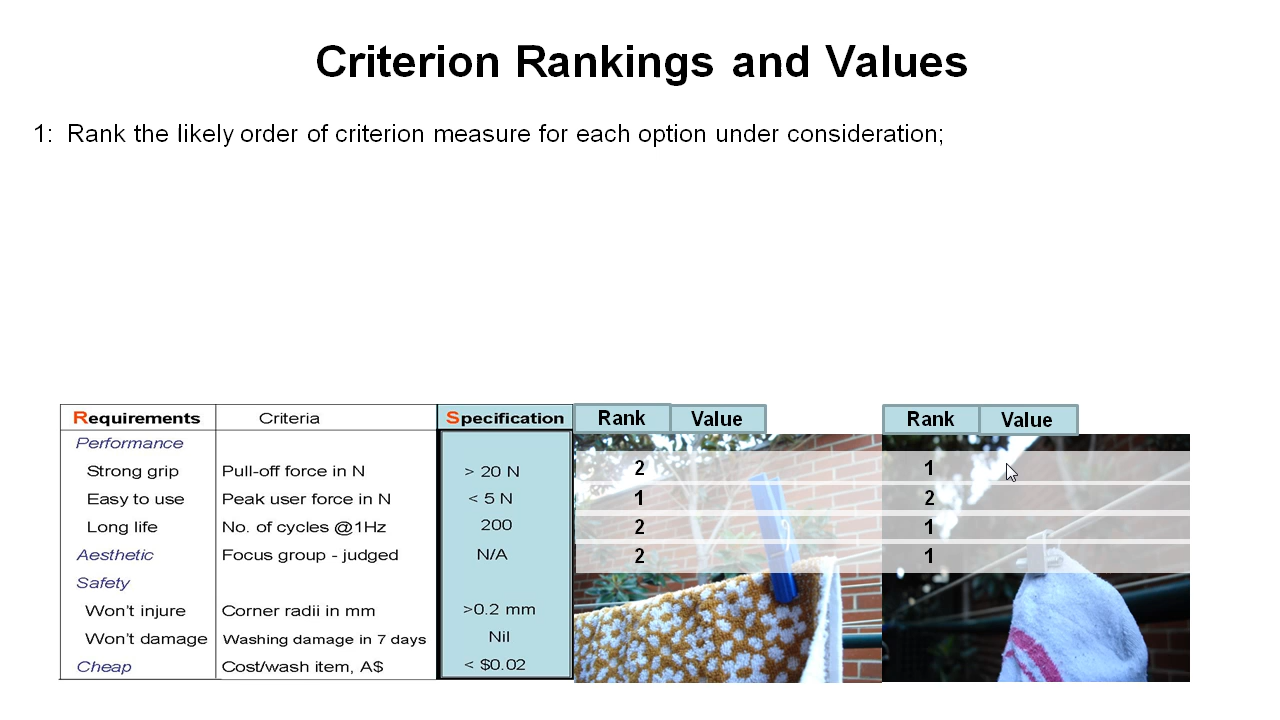 Criterion Rankings and Values
1: Rank the likely order of criterion measure for each option under consideration;
Requirements Criteria Specification Rank Value Rank Value
Performance
Strong grip Pull-off force in N > 20 N 2 1
Easy to use Peak user force in N < 5 N 1 2
Long life No. of cycles @1Hz 200 2 1
Aesthetic Focus group - judged N/A 2 1
Safety
Won't injure Corner radii in mm >0.2 mm
Won't damage Washing damage in 7 days Nil
Cheap Cost/wash item, A$ < $0.02